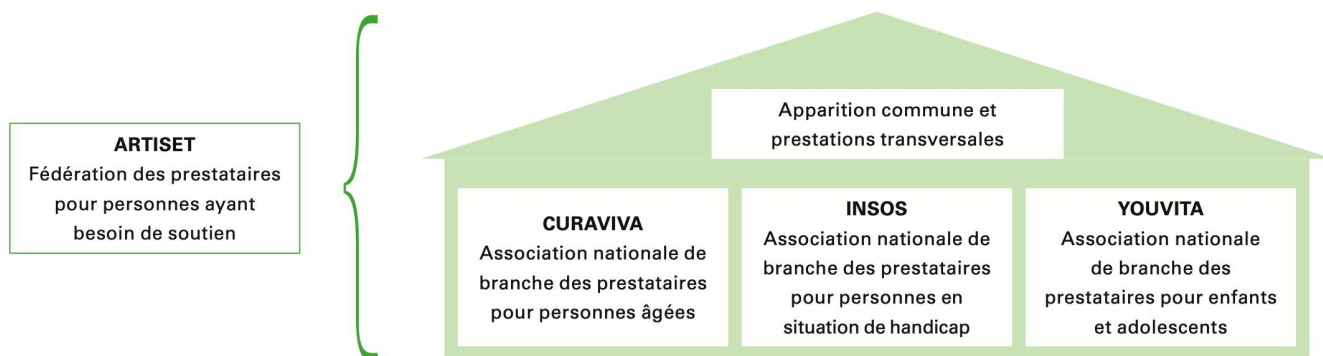 ARTISET
Fédération des prestataires
pour personnes ayant
besoin de soutien
Apparition commune et
prestations transversales
CURAVIVA
Association nationale de
branche des prestataires
pour personnes âgées
INSOS
Association nationale de
branche des prestataires
pour personnes en
situation de handicap
YOUVITA
Association nationale
de branche des
prestataires pour enfants
et adolescents